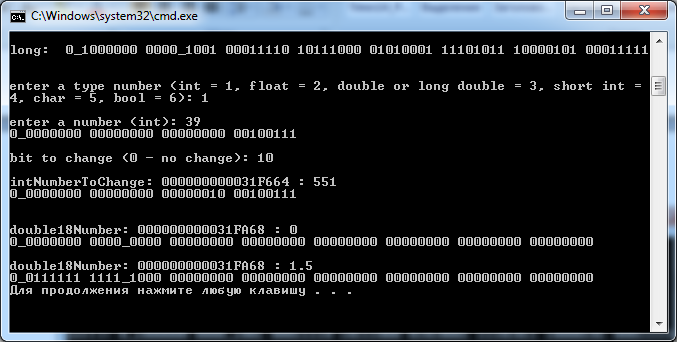 C:\Windows\system32\cmd.exe
long:  0_1000000 0000_1001 00011110 10111000 01010001 11101011 10000101 00011111
enter a type number (int = 1, float = 2, double or long double = 3, short int =
4, char = 5, bool = 6): 1
enter a number (int): 39
0_0000000 00000000 00000000 00100111
bit to change (0 - no change): 10
intNumberToChange: 000000000031F664 : 551
0_0000000 00000000 00000010 00100111
double18Number: 000000000031FA68 : 0
0_0000000 0000_0000 00000000 00000000 00000000 00000000 00000000 00000000
double18Number: 000000000031FA68 : 1.5
0_0111111 1111_1000 00000000 00000000 00000000 00000000 00000000 00000000
Для продолжения нажмите любую клавишу . . .